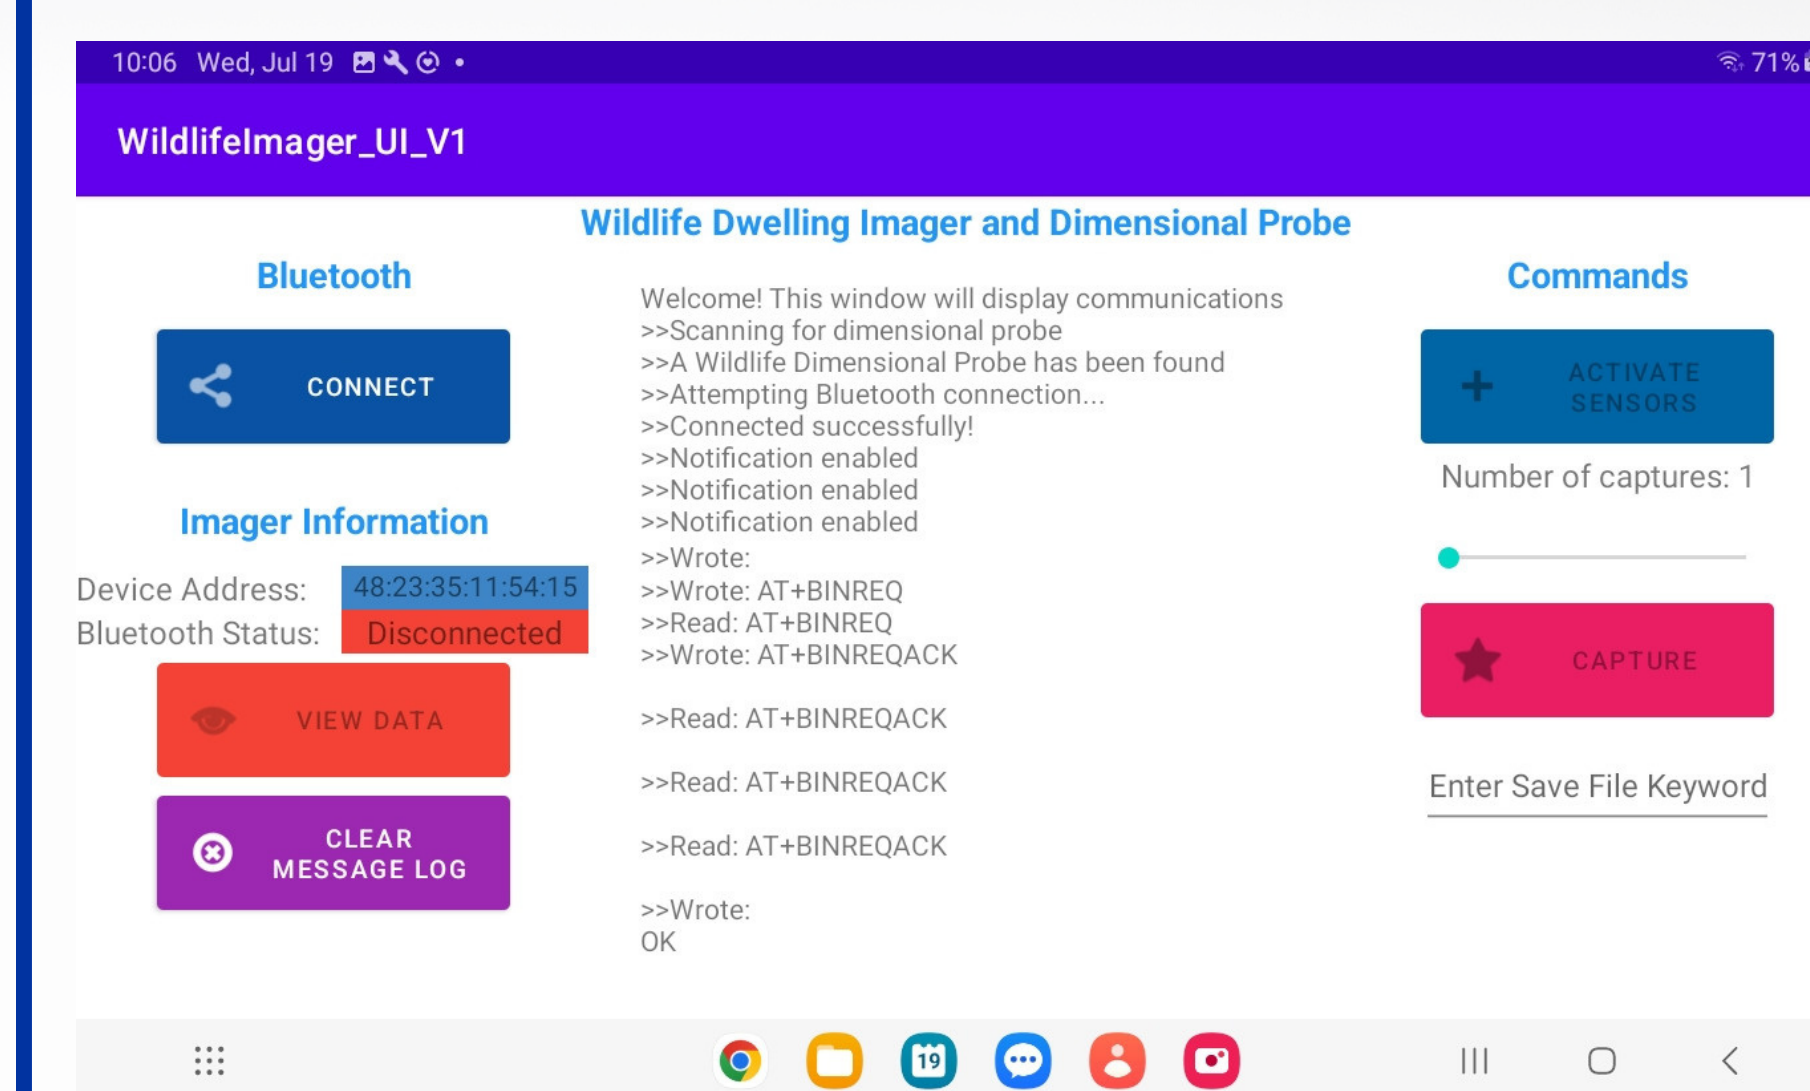 10:06 Wed, Jul 19
71%
WildlifeImager_UI_V1
Wildlife Dwelling Imager and Dimensional Probe
Bluetooth
CONNECT
Imager Information
Device Address: 48:23:35:11:54:15
Bluetooth Status: Disconnected
VIEW DATA
CLEAR
MESSAGE LOG
Welcome! This window will display communications
>>Scanning for dimensional probe
>>A Wildlife Dimensional Probe has been found
>>Attempting Bluetooth connection...
>>Connected successfully!
>>Notification enabled
>>Notification enabled
>>Notification enabled
>>Wrote:
>>Wrote: AT+BINREQ
>>Read: AT+BINREQ
>>Wrote: AT+BINREQACK
>>Read: AT+BINREQACK
>>Read: AT+BINREQACK
>>Read: AT+BINREQACK
>>Wrote:
OK
Commands
ACTIVATE
SENSORS
Number of captures: 1
CAPTURE
Enter Save File Keyword
19